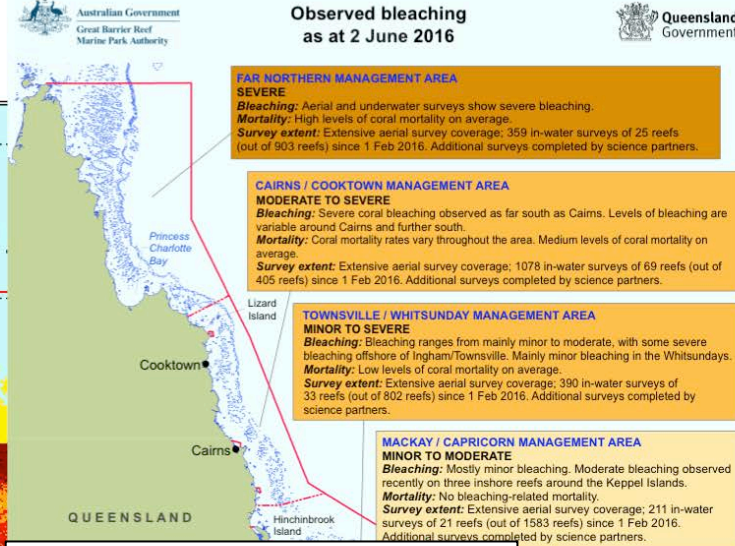 Australian Government
Great Barrier Reef
Marine Park Authority
Observed bleaching
as at 2 June 2016
Queensland
Government
FAR NORTHERN MANAGEMENT AREA
SEVERE
Bleaching: Aerial and underwater surveys show severe bleaching.
Mortality: High levels of coral mortality on average.
Survey extent: Extensive aerial survey coverage; 359 in-water surveys of 25 reefs
(out of 903 reefs) since 1 Feb 2016. Additional surveys completed by science partners.
CAIRNS / COOKTOWN MANAGEMENT AREA
MODERATE TO SEVERE
Bleaching: Severe coral bleaching observed as far south as Cairns. Levels of bleaching are
variable around Cairns and further south.
Mortality: Coral mortality rates vary throughout the area. Medium levels of coral mortality on
average.
Survey extent: Extensive aerial survey coverage; 1078 in-water surveys of 69 reefs (out of
405 reefs) since 1 Feb 2016. Additional surveys completed by science partners.
Princess
Charlotte
Bay
Lizard
Island
TOWNSVILLE / WHITSUNDAY MANAGEMENT AREA
MINOR TO SEVERE
Bleaching: Bleaching ranges from mainly minor to moderate, with some severe
bleaching offshore of Ingham/Townsville. Mainly minor bleaching in the Whitsundays.
Mortality: Low levels of coral mortality on average.
Survey extent: Extensive aerial survey coverage; 390 in-water surveys of
33 reefs (out of 802 reefs) since 1 Feb 2016. Additional surveys completed by
science partners.
Cooktown
Cairns
MACKAY / CAPRICORN MANAGEMENT AREA
MINOR TO MODERATE
Bleaching: Mostly minor bleaching. Moderate bleaching observed
recently on three inshore reefs around the Keppel Islands.
Mortality: No bleaching-related mortality.
Survey extent: Extensive aerial survey coverage; 211 in-water
surveys of 21 reefs (out of 1583 reefs) since 1 Feb 2016.
Additional surveys completed by science partners.
QUEENSLAND
Hinchinbrook
Island